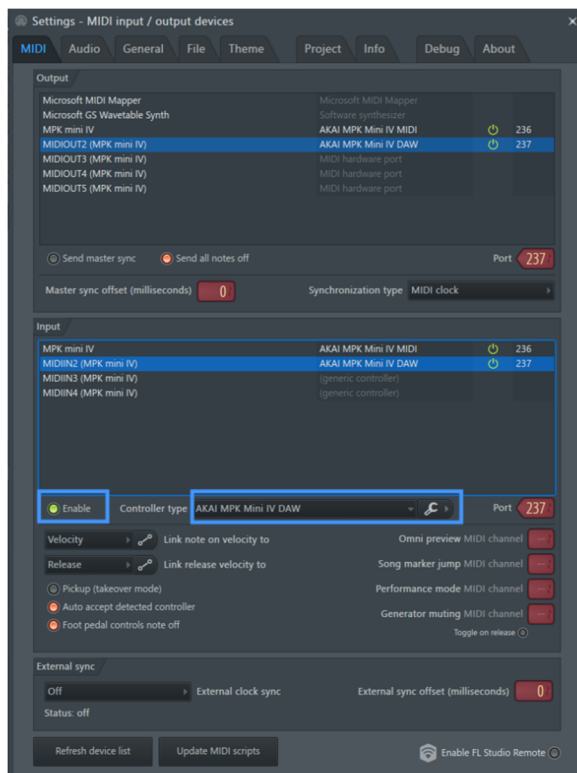 Settings - MIDI input / output devices
MIDI Audio General File Theme Project Info Debug About
Output
Microsoft MIDI Mapper Microsoft MIDI Mapper
Microsoft GS Wavetable Synth Software synthesizer
MPK mini IV AKAI MPK Mini IV MIDI 236
MIDIOUT2 (MPK mini IV) AKAI MPK Mini IV DAW 237
MIDIOUT3 (MPK mini IV) MIDI hardware port
MIDIOUT4 (MPK mini IV) MIDI hardware port
MIDIOUT5 (MPK mini IV) MIDI hardware port
Send master sync Send all notes off Port 237
Master sync offset (milliseconds) 0 Synchronization type MIDI clock
Input
MPK mini IV AKAI MPK Mini IV MIDI 236
MIDIIN2 (MPK mini IV) AKAI MPK Mini IV DAW 237
MIDIIN3 (MPK mini IV) (generic controller)
MIDIIN4 (MPK mini IV) (generic controller)
Enable Controller type AKAI MPK Mini IV DAW Port 237
Velocity Link note on velocity to Omni preview MIDI channel --
Release Link release velocity to Song marker jump MIDI channel --
Pickup (takeover mode) Performance mode MIDI channel --
Auto accept detected controller Generator muting MIDI channel --
Foot pedal controls note off Toggle on release
External sync
Off External clock sync External sync offset (milliseconds) 0
Status: off
Refresh device list Update MIDI scripts Enable FL Studio Remote